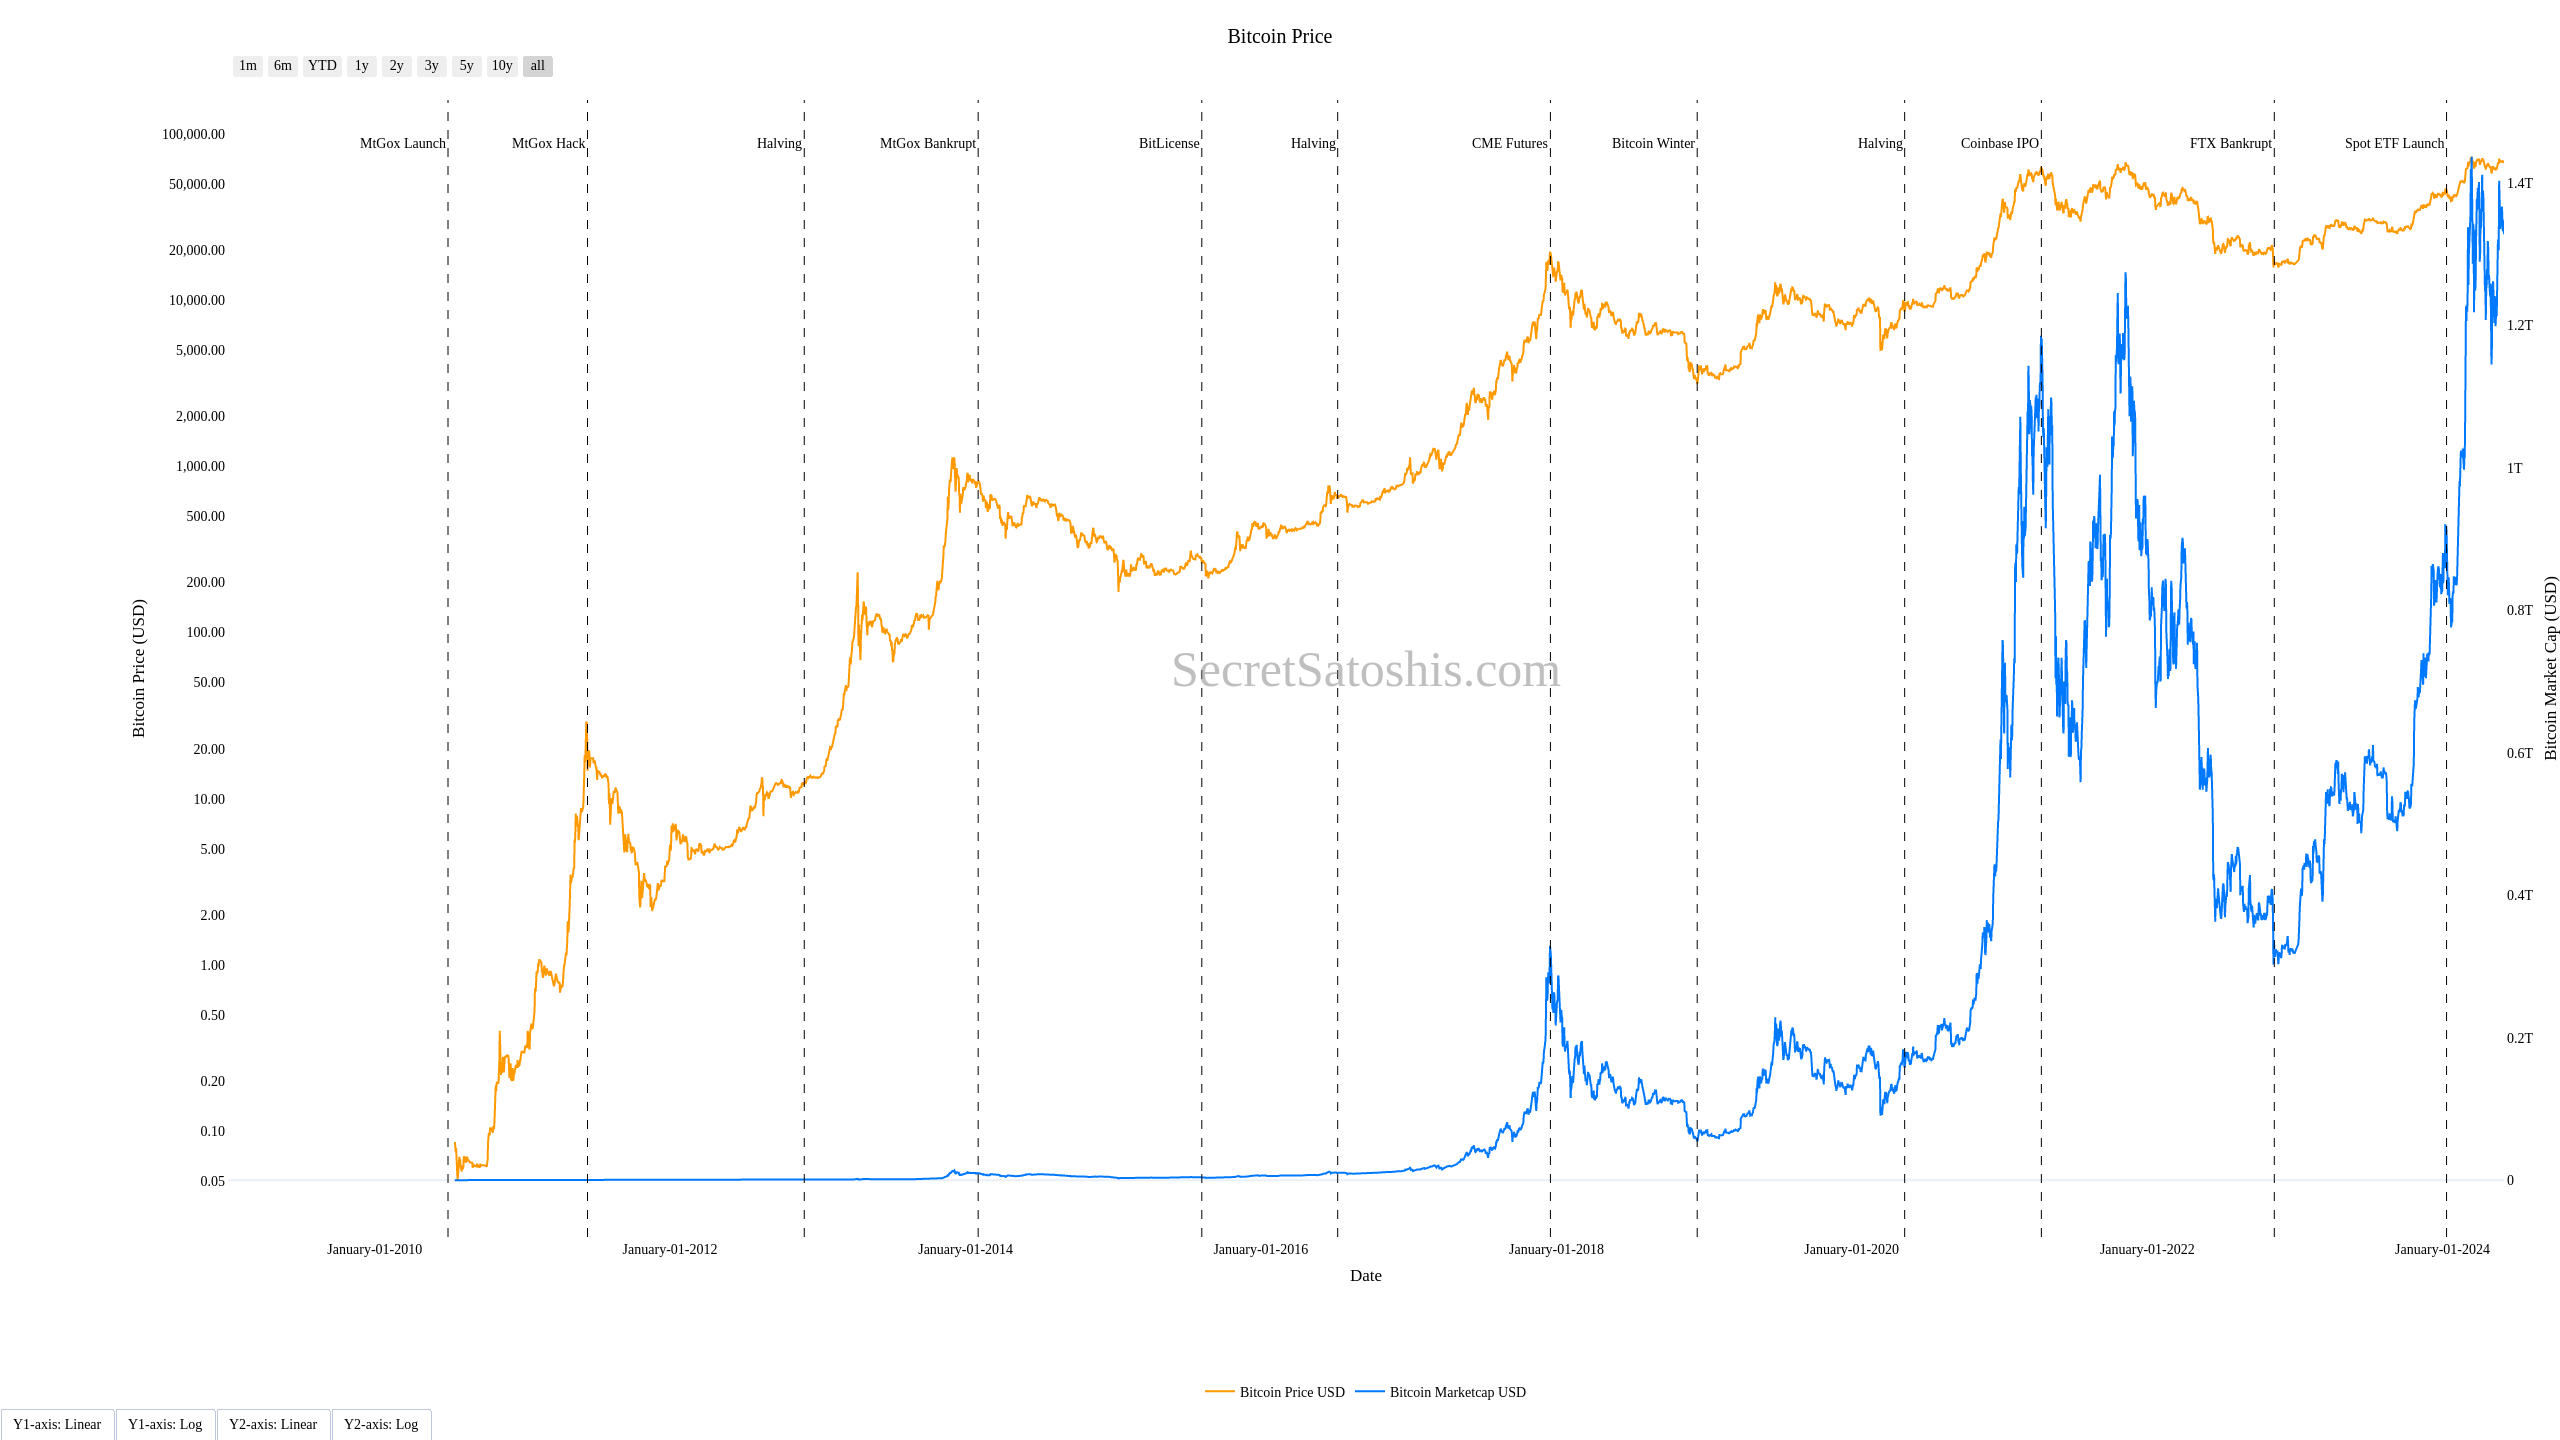 Bitcoin Price
1m 6m YTD 1y 2y 3y 5y 10y all
MtGox Launch MtGox Hack Halving MtGox Bankrupt BitLicense Halving CME Futures Bitcoin Winter Halving Coinbase IPO FTX Bankrupt Spot ETF Launch
100,000.00
50,000.00
20,000.00
10,000.00
5,000.00
2,000.00
1,000.00
500.00
200.00
100.00
50.00
20.00
10.00
5.00
2.00
1.00
0.50
0.20
0.10
0.05
Bitcoin Price (USD)
SecretSatoshis.com
1.4T
1.2T
1T
0.8T
0.6T
0.4T
0.2T
0
Bitcoin Market Cap (USD)
January-01-2010 January-01-2012 January-01-2014 January-01-2016 January-01-2018 January-01-2020 January-01-2022 January-01-2024
Date
Bitcoin Price USD Bitcoin Marketcap USD
Y1-axis: Linear Y1-axis: Log Y2-axis: Linear Y2-axis: Log